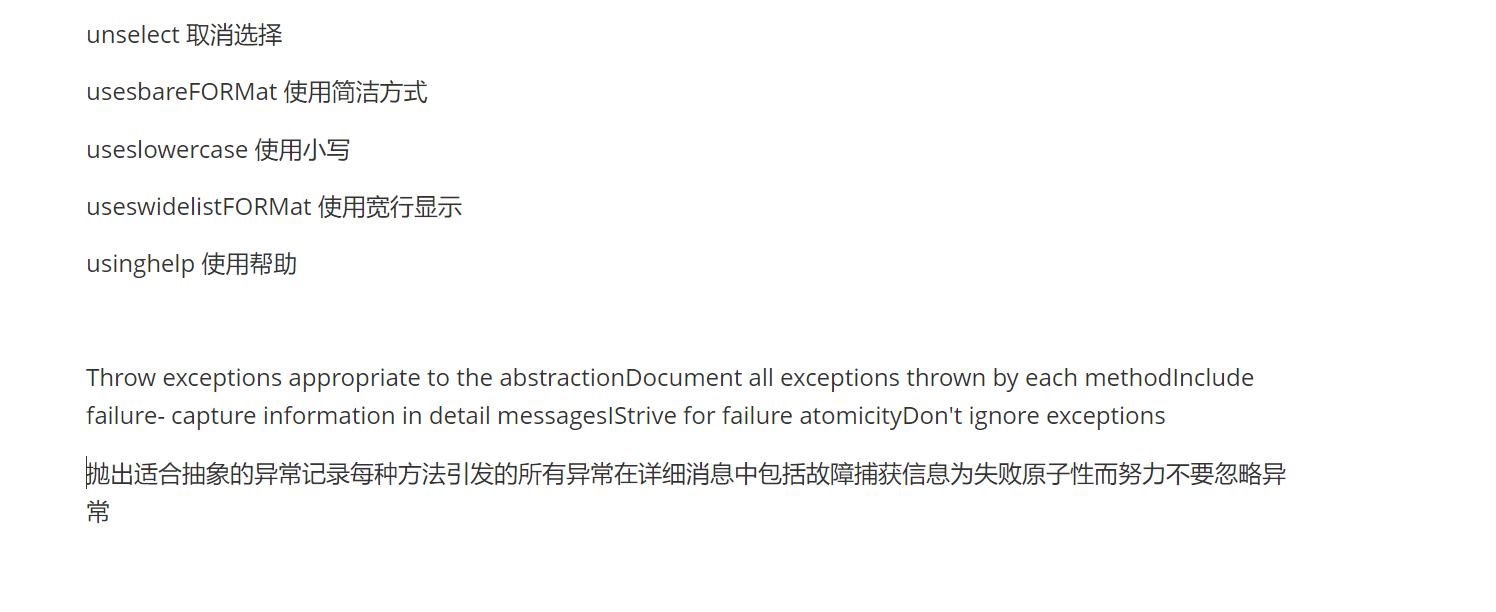 unselect 取消选择
usesbareFORMat 使用简洁方式
useslowercase 使用小写
useswidelistFORMat 使用宽行显示
usinghelp 使用帮助
Throw exceptions appropriate to the abstractionDocument all exceptions thrown by each methodInclude
failure- capture information in detail messagesIStrive for failure atomicityDon't ignore exceptions
抛出适合抽象的异常记录每种方法引发的所有异常在详细消息中包括故障捕获信息为失败原子性而努力不要忽略异
常